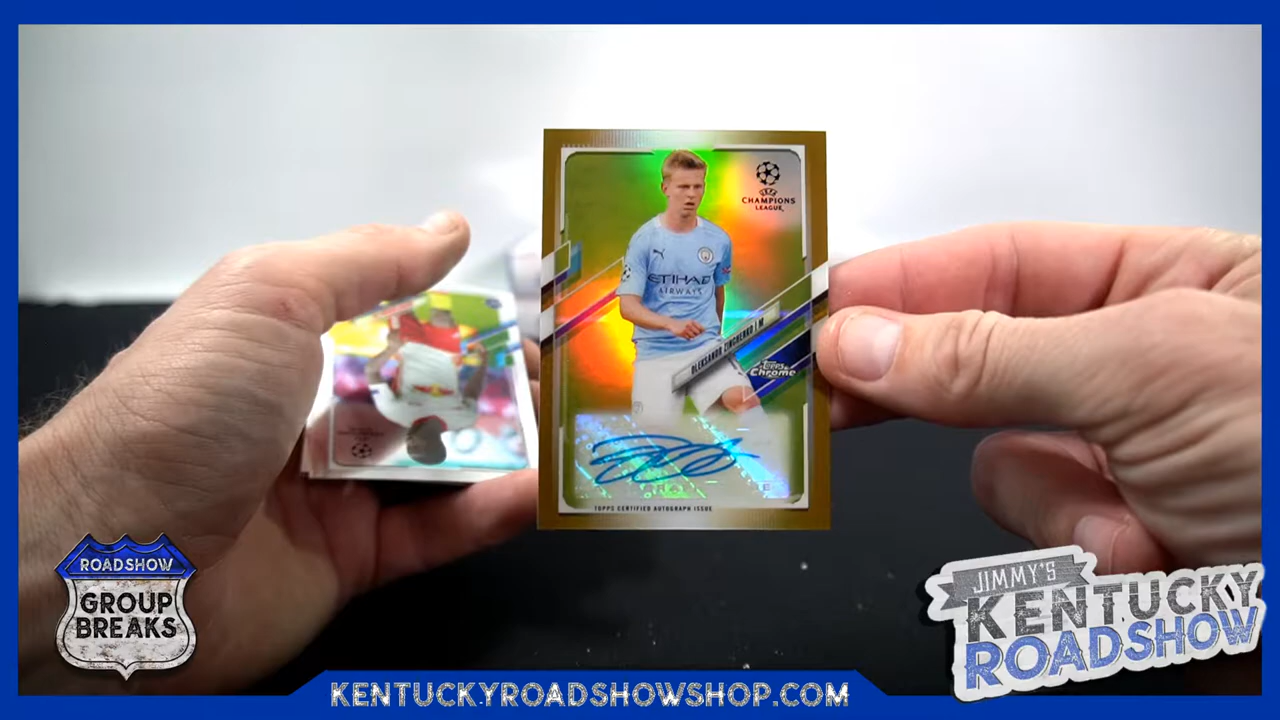 UEFA
CHAMPIONS
LEAGUE
ETIHAD
AIRWAYS
OLEKSANDR ZINCHENKO | M
Topps
Chrome
TOPPS CERTIFIED AUTOGRAPH ISSUE
ROADSHOW
GROUP
BREAKS
JIMMY'S
KENTUCKY
ROADSHOW
KENTUCKYROADSHOWSHOP.COM